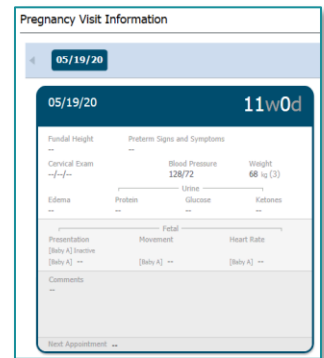 Pregnancy Visit Information
05/19/20
05/19/20 11w0d
Fundal Height Preterm Signs and Symptoms
-- --
Cervical Exam Blood Pressure Weight
--/--/-- 128/72 68 kg (3)
Urine
Edema Protein Glucose Ketones
-- -- -- --
Fetal
Presentation Movement Heart Rate
[Baby A] Inactive
[Baby A] -- [Baby A] -- [Baby A] --
Comments
--
Next Appointment --